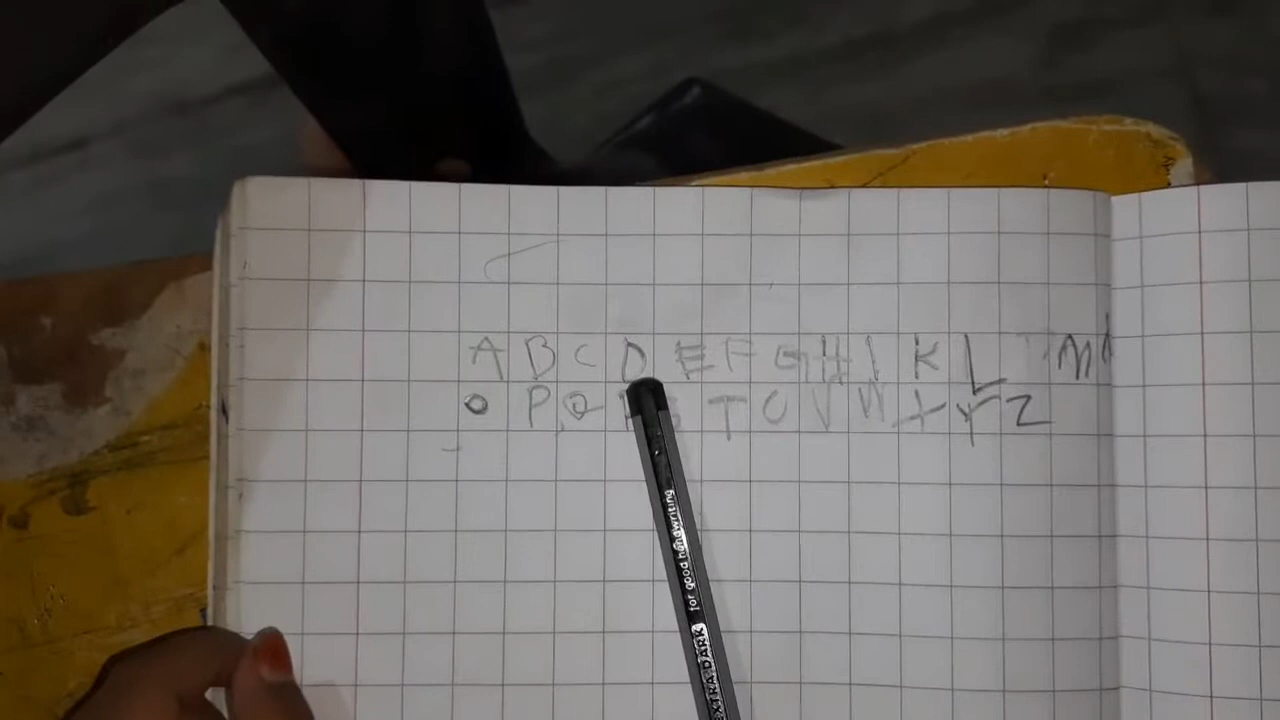 A B C D E F G H I K L M N
O P Q R S T U V W X Y Z
for good handwriting
EXTRA DARK